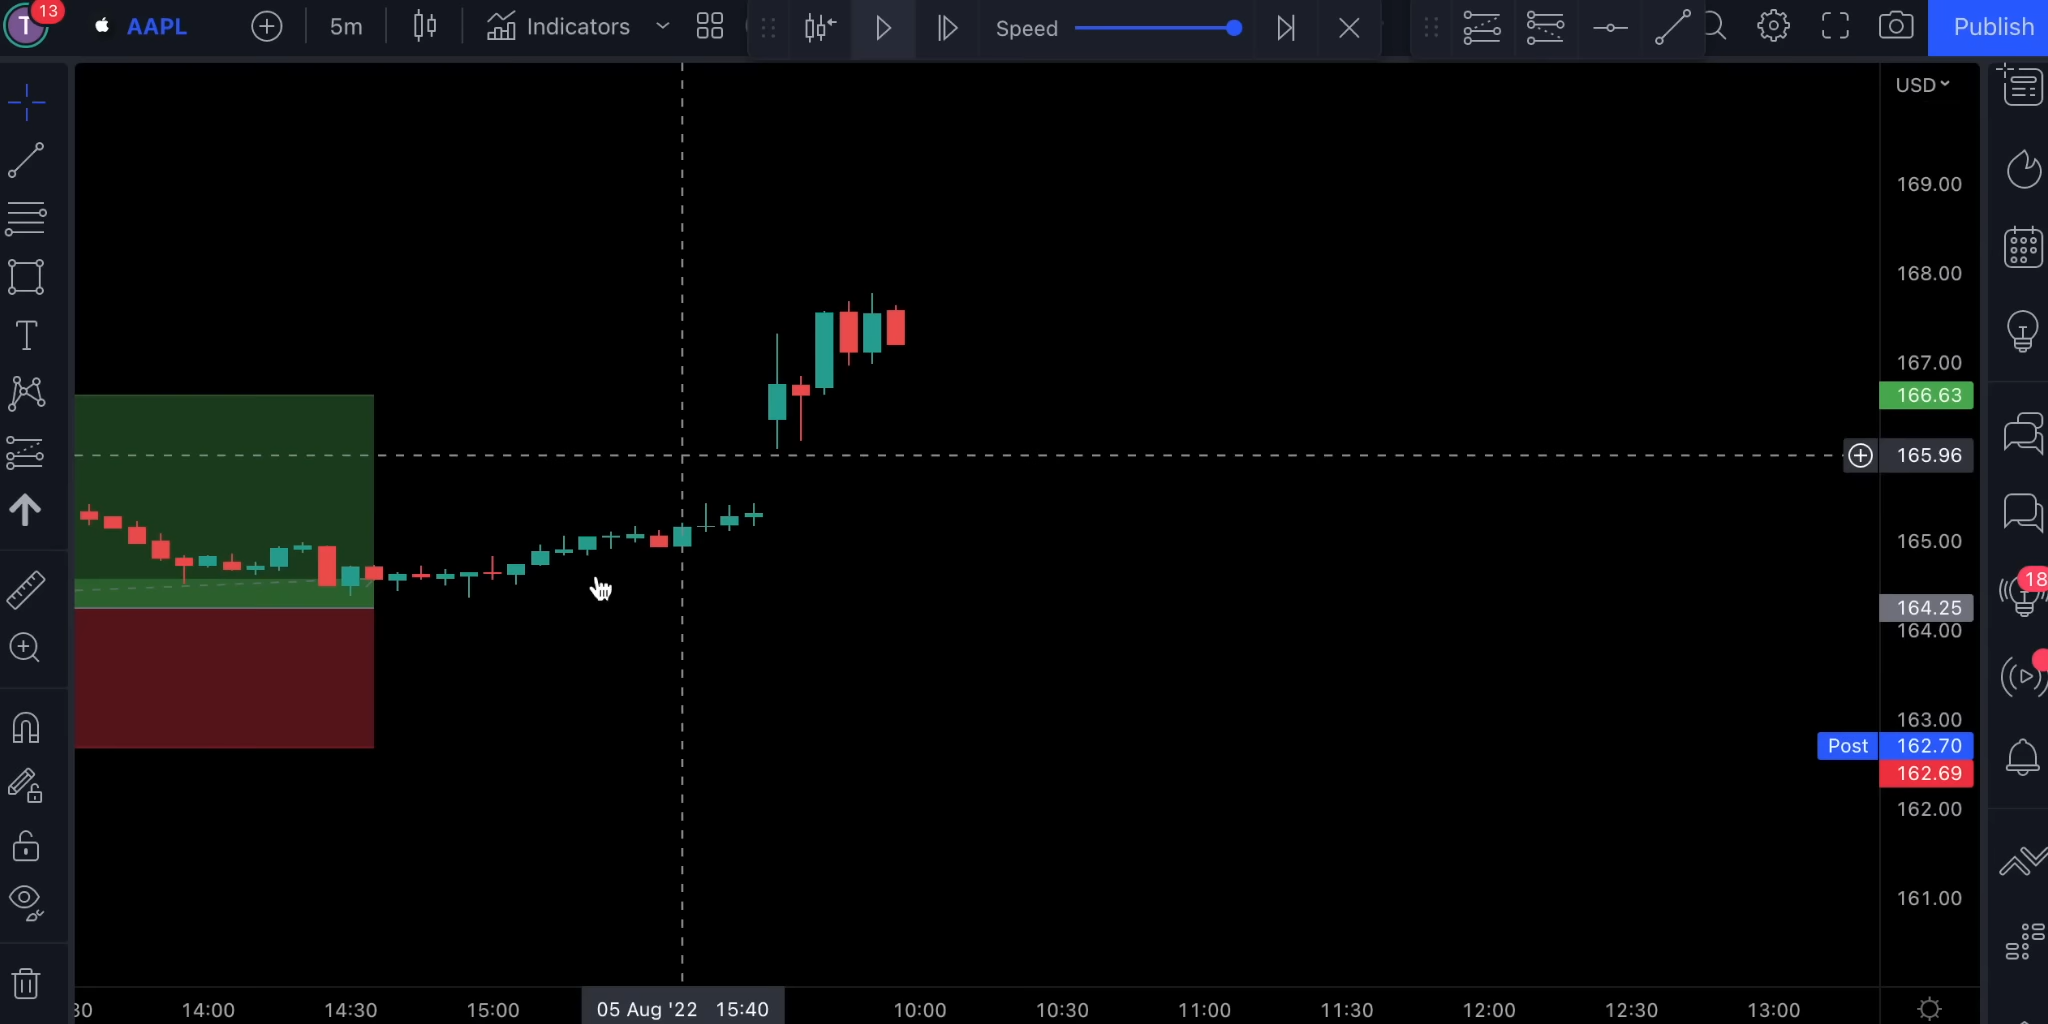 T 13 AAPL 5m Indicators Speed Publish
USD
169.00
168.00
167.00
166.63
165.96
165.00
164.25
164.00
163.00
Post 162.70
162.69
162.00
161.00
T
18
30 14:00 14:30 15:00 05 Aug '22 15:40 10:00 10:30 11:00 11:30 12:00 12:30 13:00